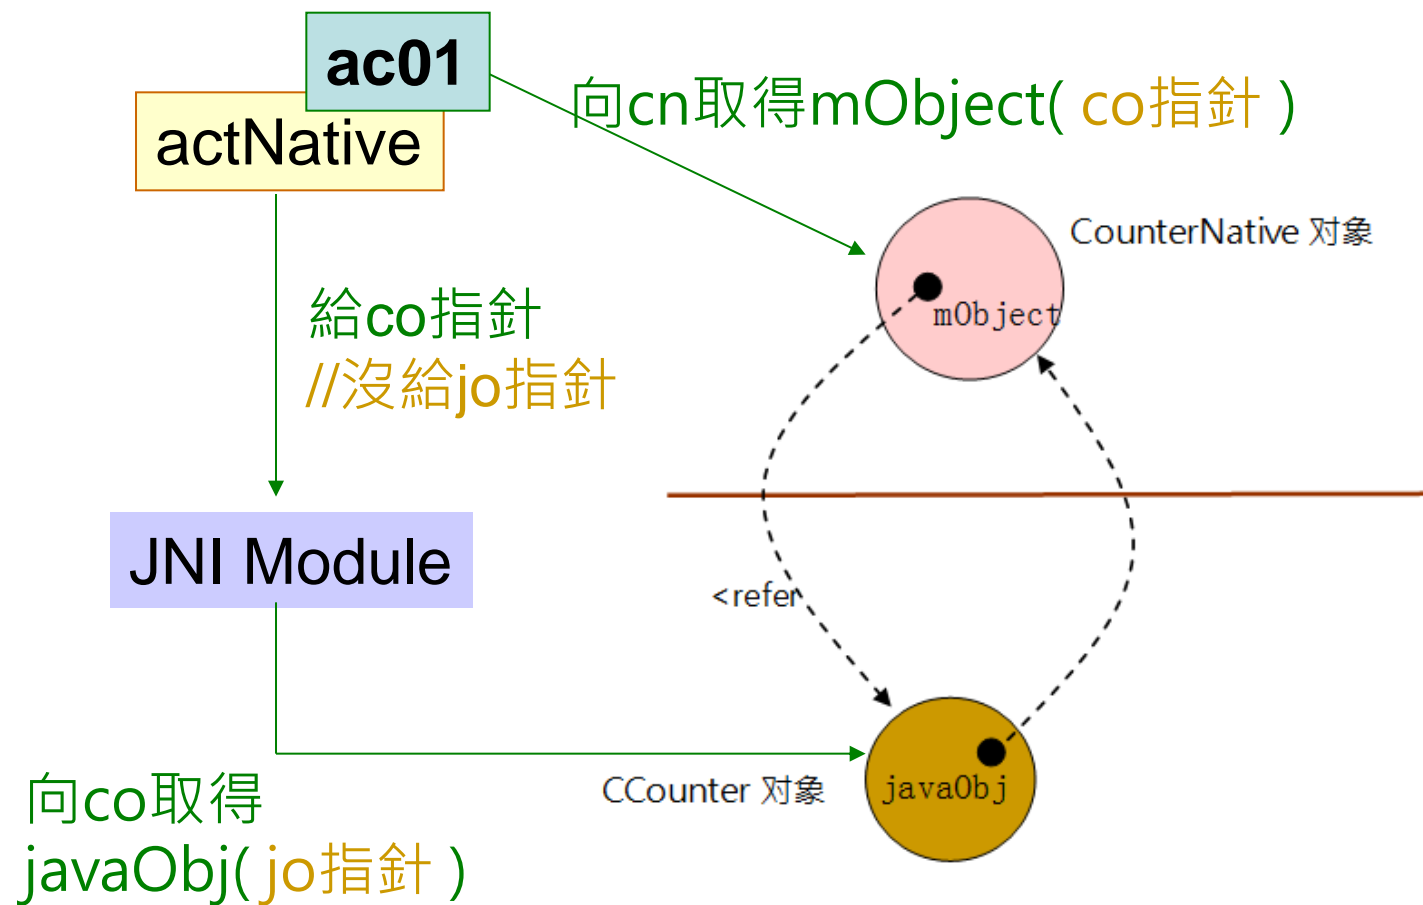 ac01
actNative
向cn取得mObject( co指針 )
CounterNative 对象
mObject
給co指針
//沒給jo指針
JNI Module
<refer
CCounter 对象
javaObj
向co取得
javaObj( jo指針 )